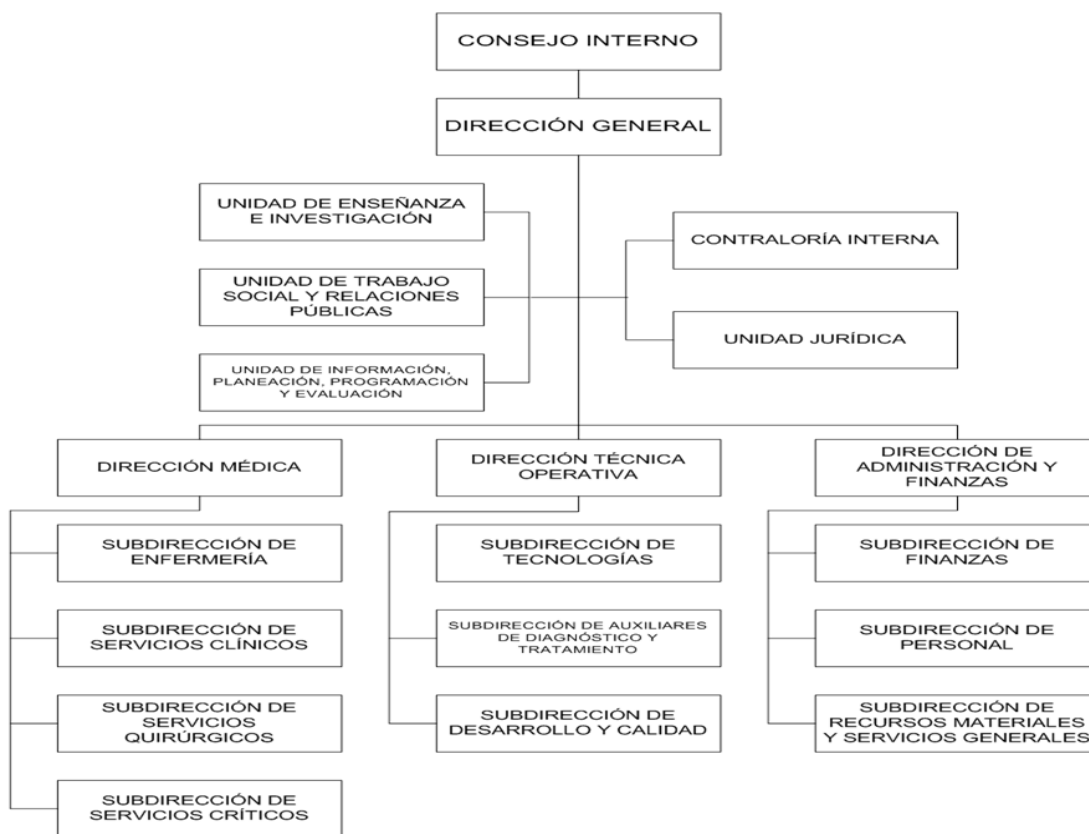 CONSEJO INTERNO
DIRECCIÓN GENERAL
UNIDAD DE ENSEÑANZA
E INVESTIGACIÓN
CONTRALORÍA INTERNA
UNIDAD DE TRABAJO
SOCIAL Y RELACIONES
PÚBLICAS
UNIDAD JURÍDICA
UNIDAD DE INFORMACIÓN,
PLANEACIÓN, PROGRAMACIÓN
Y EVALUACIÓN
DIRECCIÓN MÉDICA
DIRECCIÓN TÉCNICA
OPERATIVA
DIRECCIÓN DE
ADMINISTRACIÓN Y
FINANZAS
SUBDIRECCIÓN DE
ENFERMERÍA
SUBDIRECCIÓN DE
TECNOLOGÍAS
SUBDIRECCIÓN DE
FINANZAS
SUBDIRECCIÓN DE
SERVICIOS CLÍNICOS
SUBDIRECCIÓN DE AUXILIARES
DE DIAGNÓSTICO Y
TRATAMIENTO
SUBDIRECCIÓN DE
PERSONAL
SUBDIRECCIÓN DE
SERVICIOS
QUIRÚRGICOS
SUBDIRECCIÓN DE
DESARROLLO Y CALIDAD
SUBDIRECCIÓN DE
RECURSOS MATERIALES
Y SERVICIOS GENERALES
SUBDIRECCIÓN DE
SERVICIOS CRÍTICOS